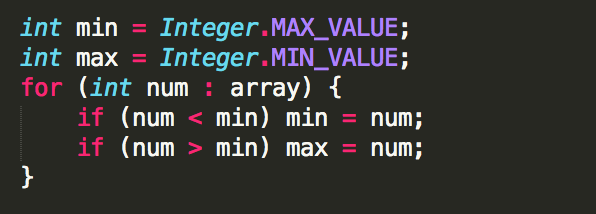 int min = Integer.MAX_VALUE;
int max = Integer.MIN_VALUE;
for (int num : array) {
    if (num < min) min = num;
    if (num > min) max = num;
}